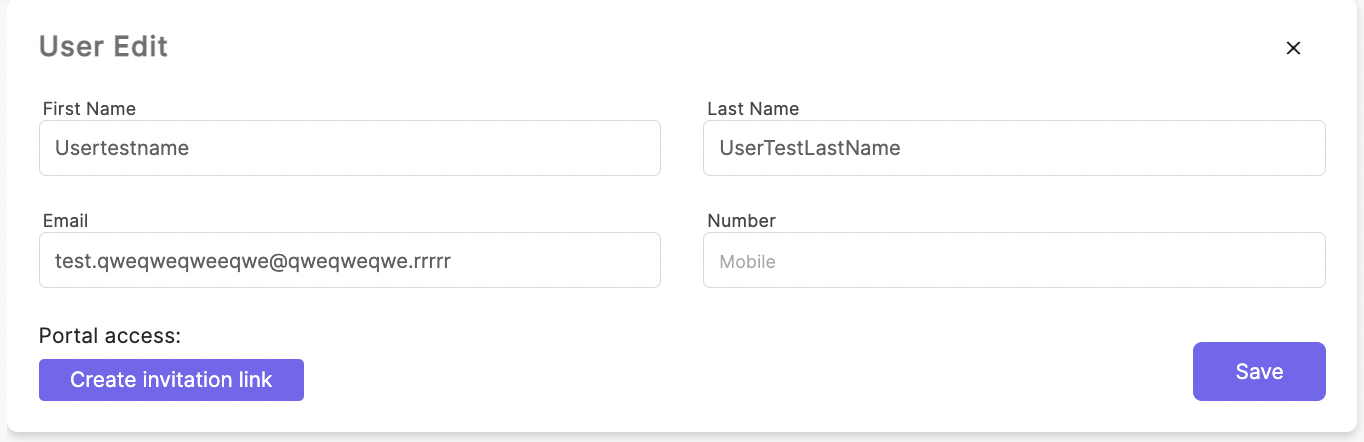 User Edit
First Name
Last Name
Usertestname
UserTestLastName
Email
Number
test.qweqweqweeqwe@qweqweqwe.rrrrr
Mobile
Portal access:
Create invitation link
Save